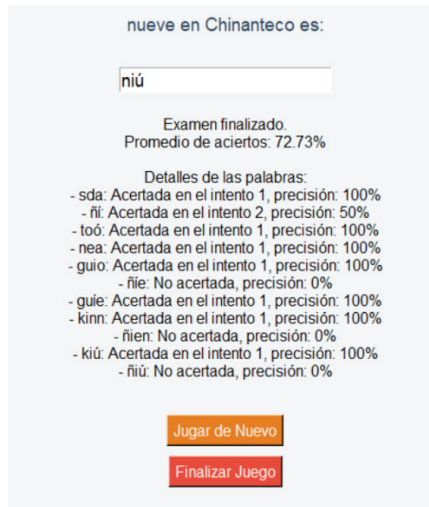 nueve en Chinanteco es:
niú
Examen finalizado.
Promedio de aciertos: 72.73%
Detalles de las palabras:
- sda: Acertada en el intento 1, precisión: 100%
- ñí: Acertada en el intento 2, precisión: 50%
- toó: Acertada en el intento 1, precisión: 100%
- nea: Acertada en el intento 1, precisión: 100%
- guio: Acertada en el intento 1, precisión: 100%
- ñíe: No acertada, precisión: 0%
- guíe: Acertada en el intento 1, precisión: 100%
- kinn: Acertada en el intento 1, precisión: 100%
- ñien: No acertada, precisión: 0%
- kiú: Acertada en el intento 1, precisión: 100%
- ñiú: No acertada, precisión: 0%
Jugar de Nuevo
Finalizar Juego